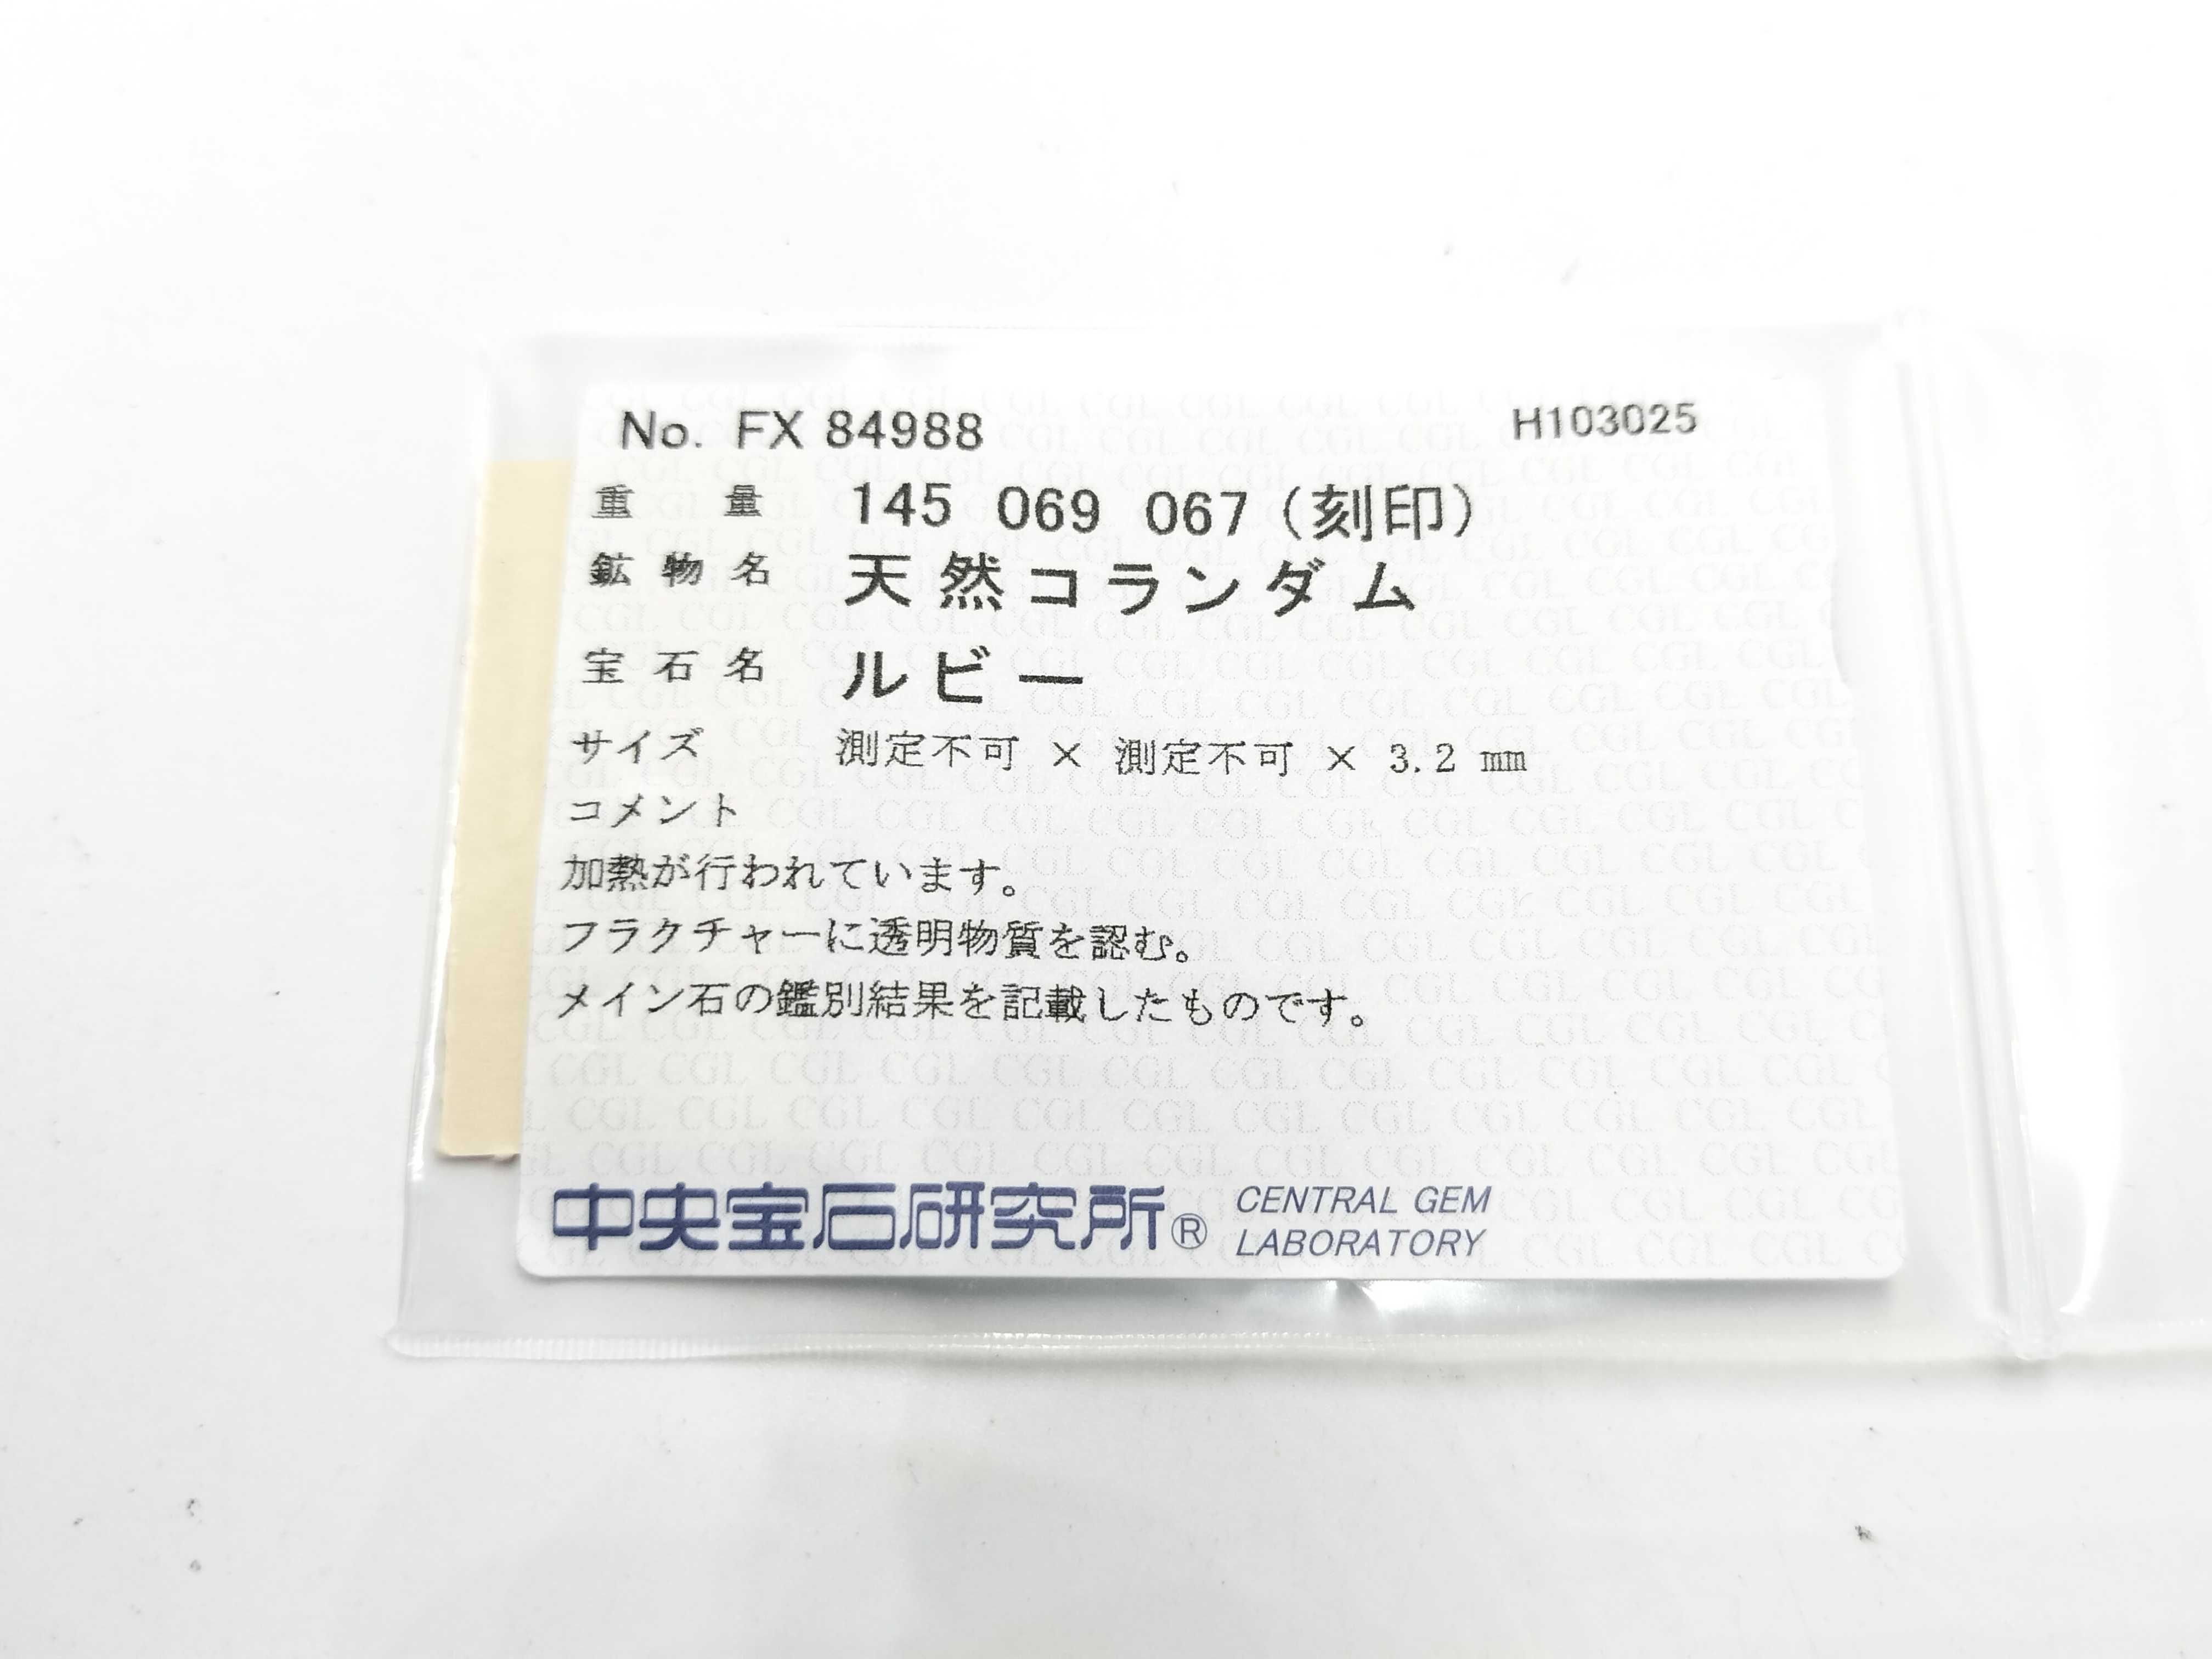 No. FX 84988 H103025
重量 145 069 067 (刻印)
鉱物名 天然コランダム
宝石名 ルビー
サイズ 測定不可 × 測定不可 × 3.2 mm
コメント
加熱が行われています。
フラクチャーに透明物質を認む。
メイン石の鑑別結果を記載したものです。
中央宝石研究所® CENTRAL GEM
LABORATORY